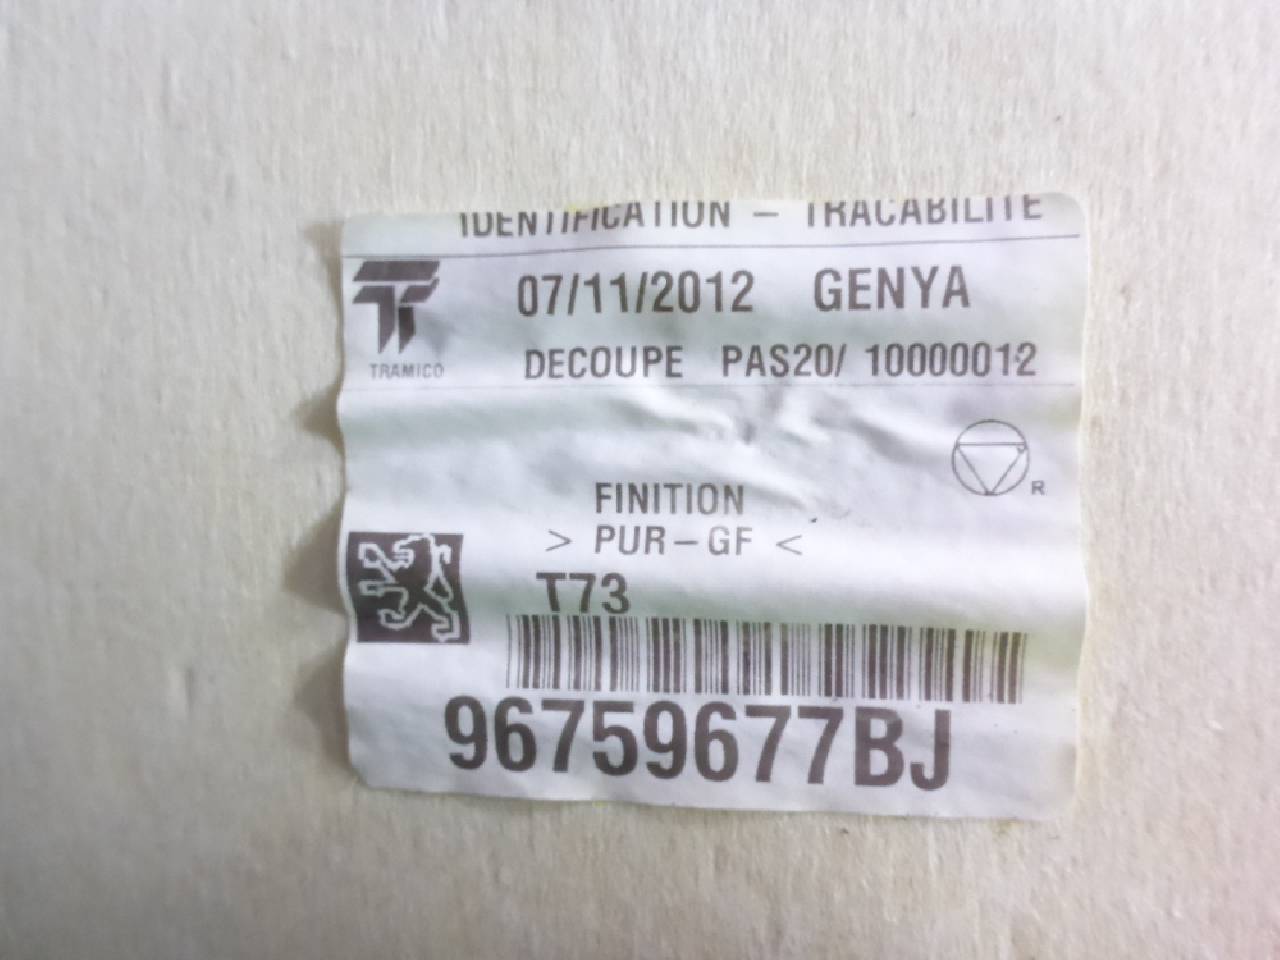 IDENTIFICATION - TRACABILITE
07/11/2012 GENYA
TRAMICO
DECOUPE PAS20/ 10000012
R
FINITION
> PUR-GF <
T73
96759677BJ